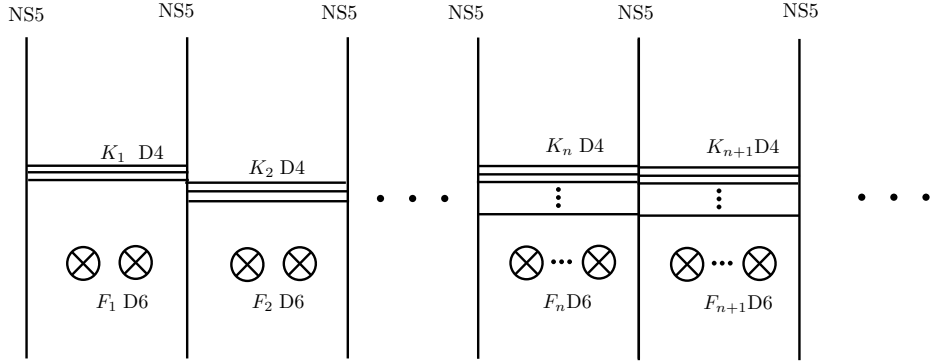 NS5 NS5 NS5 NS5 NS5 NS5
K₁ D4 K₂ D4 Kₙ D4 Kₙ₊₁D4
F₁ D6 F₂ D6 FₙD6 Fₙ₊₁D6